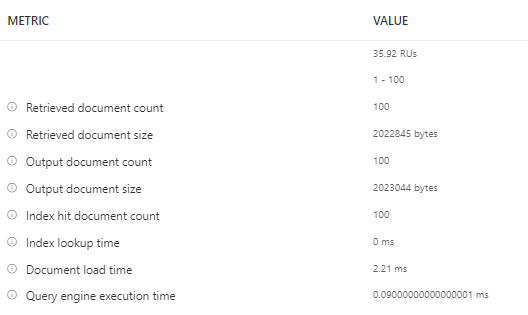 METRIC VALUE
35.92 RUs
1 - 100
Retrieved document count 100
Retrieved document size 2022845 bytes
Output document count 100
Output document size 2023044 bytes
Index hit document count 100
Index lookup time 0 ms
Document load time 2.21 ms
Query engine execution time 0.09000000000000001 ms